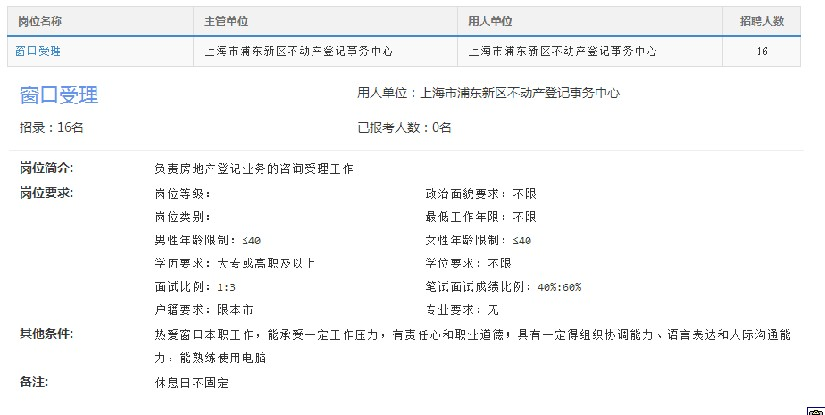 岗位名称 主管单位 用人单位 招聘人数
窗口受理 上海市浦东新区不动产登记事务中心 上海市浦东新区不动产登记事务中心 16
窗口受理 用人单位：上海市浦东新区不动产登记事务中心
招录：16名 已报考人数：0名
岗位简介: 负责房地产登记业务的咨询受理工作
岗位要求: 岗位等级： 政治面貌要求：不限
岗位类别： 最低工作年限：不限
男性年龄限制：≤40 女性年龄限制：≤40
学历要求：大专或高职及以上 学位要求：不限
面试比例：1:3 笔试面试成绩比例：40%:60%
户籍要求：限本市 专业要求：无
其他条件: 热爱窗口本职工作，能承受一定工作压力，有责任心和职业道德；具有一定得组织协调能力、语言表达和人际沟通能
力；能熟练使用电脑
备注: 休息日不固定